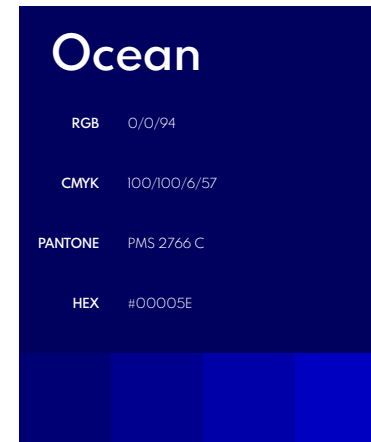 Ocean
RGB 0/0/94
CMYK 100/100/6/57
PANTONE PMS 2766 C
HEX #00005E